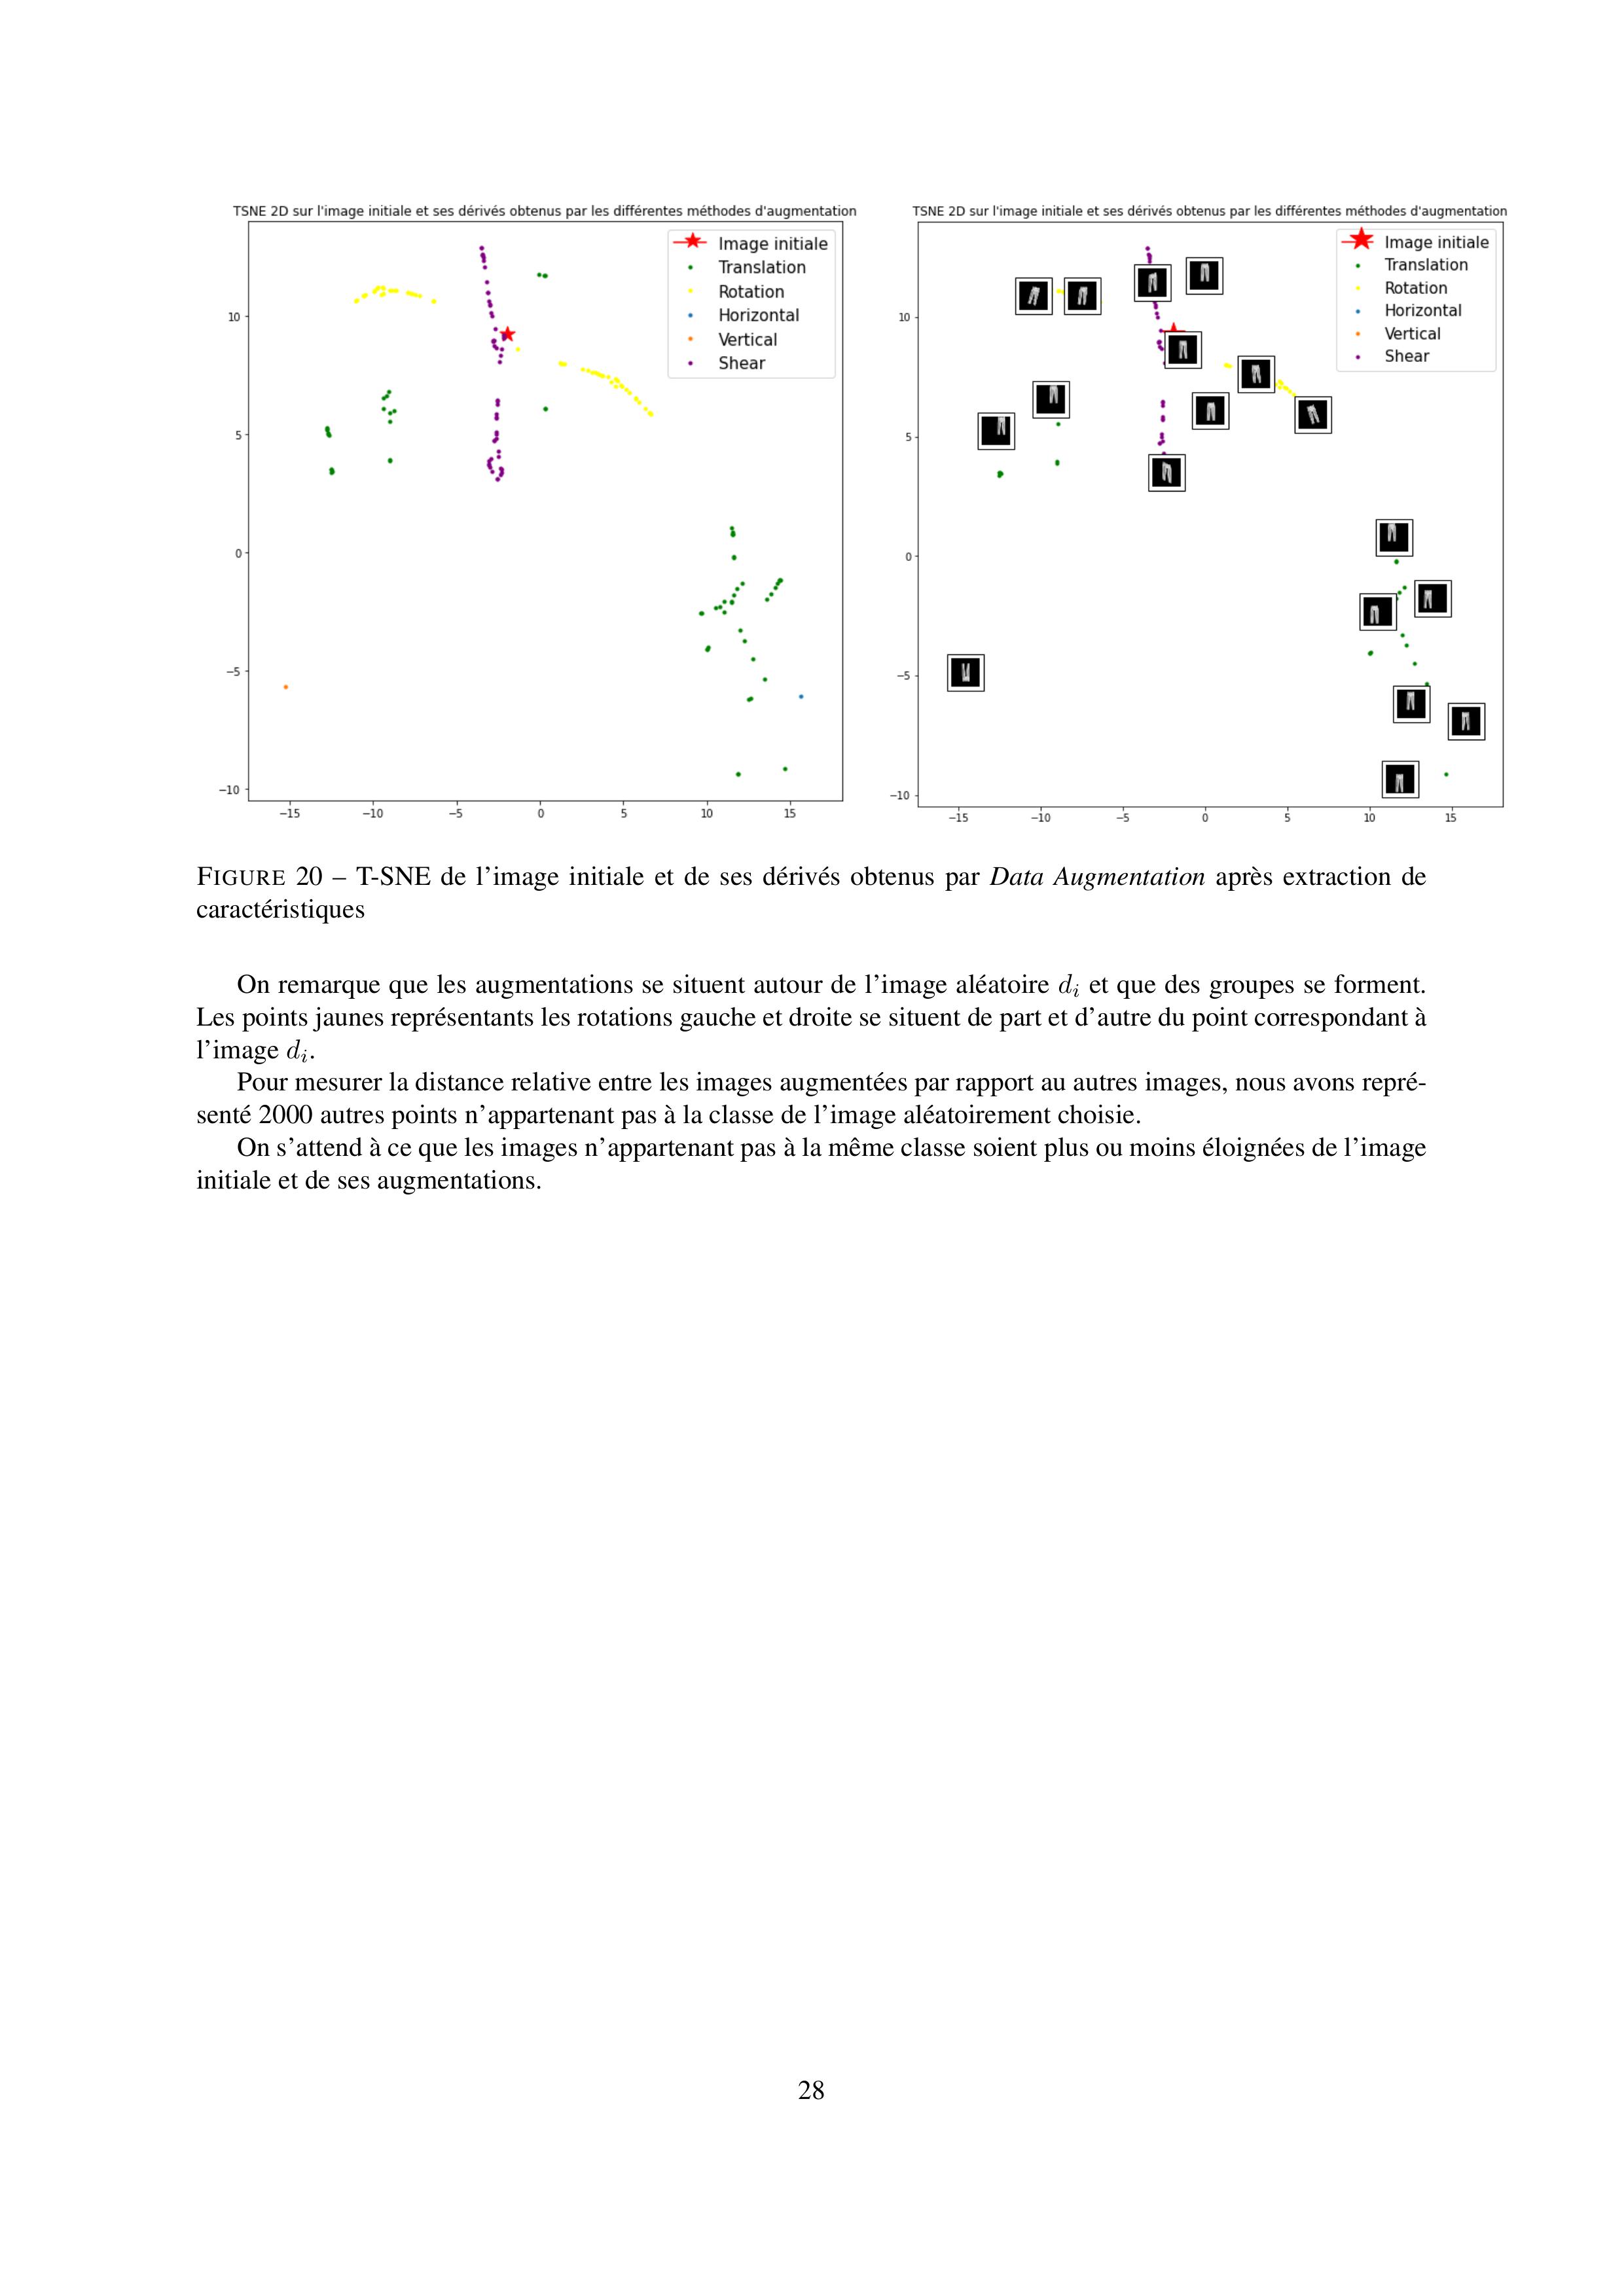 TSNE 2D sur l'image initiale et ses dérivés obtenus par les différentes méthodes d'augmentation
Image initiale
Translation
Rotation
Horizontal
Vertical
Shear
10
5
0
−5
−10
−15
−10
−5
0
5
10
15
TSNE 2D sur l'image initiale et ses dérivés obtenus par les différentes méthodes d'augmentation
Image initiale
Translation
Rotation
Horizontal
Vertical
Shear
10
5
0
−5
−10
−15
−10
−5
0
5
10
15
FIGURE 20 – T-SNE de l'image initiale et de ses dérivés obtenus par Data Augmentation après extraction de
caractéristiques
On remarque que les augmentations se situent autour de l'image aléatoire di et que des groupes se forment.
Les points jaunes représentants les rotations gauche et droite se situent de part et d'autre du point correspondant à
l'image di.
Pour mesurer la distance relative entre les images augmentées par rapport au autres images, nous avons repré-
senté 2000 autres points n'appartenant pas à la classe de l'image aléatoirement choisie.
On s'attend à ce que les images n'appartenant pas à la même classe soient plus ou moins éloignées de l'image
initiale et de ses augmentations.
28